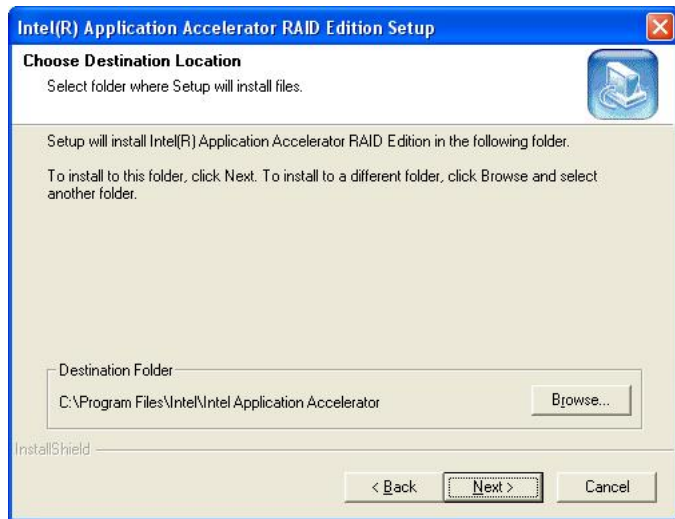 Intel(R) Application Accelerator RAID Edition Setup
Choose Destination Location
Select folder where Setup will install files.
Setup will install Intel(R) Application Accelerator RAID Edition in the following folder.
To install to this folder, click Next. To install to a different folder, click Browse and select
another folder.
Destination Folder
C:\Program Files\Intel\Intel Application Accelerator
Browse...
InstallShield
< Back
Next >
Cancel